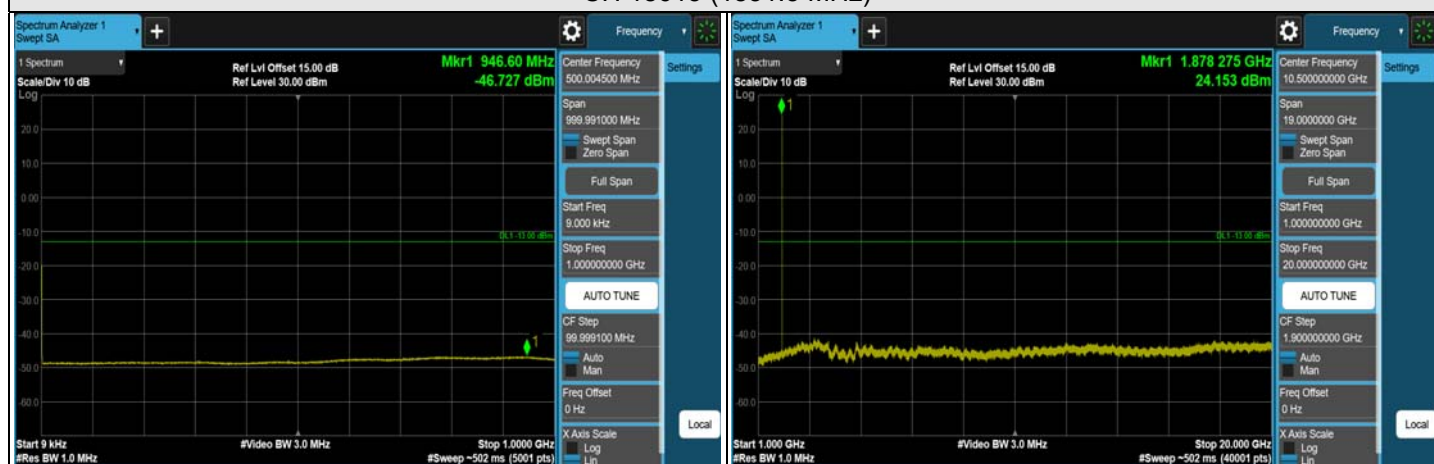 Spectrum Analyzer 1
Swept SA
+
Frequency
1 Spectrum
Scale/Div 10 dB
Log
Ref Lvl Offset 15.00 dB
Ref Level 30.00 dBm
Mkr1 946.60 MHz
-46.727 dBm
1
20.0
10.0
0.00
-10.0
-20.0
-30.0
-40.0
-50.0
-60.0
DL1 -13.00 dBm
Start 9 kHz
#Res BW 1.0 MHz
#Video BW 3.0 MHz
Stop 1.0000 GHz
#Sweep ~502 ms (5001 pts)
Center Frequency
500.004500 MHz
Span
999.991000 MHz
Swept Span
Zero Span
Full Span
Start Freq
9.000 kHz
Stop Freq
1.000000000 GHz
AUTO TUNE
CF Step
99.999100 MHz
Auto
Man
Freq Offset
0 Hz
X Axis Scale
Log
Lin
Settings
Local
Spectrum Analyzer 1
Swept SA
+
Frequency
1 Spectrum
Scale/Div 10 dB
Log
Ref Lvl Offset 15.00 dB
Ref Level 30.00 dBm
Mkr1 1.878 275 GHz
24.153 dBm
1
20.0
10.0
0.00
-10.0
-20.0
-30.0
-40.0
-50.0
-60.0
DL1 -13.00 dBm
Start 1.000 GHz
#Res BW 1.0 MHz
#Video BW 3.0 MHz
Stop 20.000 GHz
#Sweep ~502 ms (40001 pts)
Center Frequency
10.500000000 GHz
Span
19.0000000 GHz
Swept Span
Zero Span
Full Span
Start Freq
1.000000000 GHz
Stop Freq
20.000000000 GHz
AUTO TUNE
CF Step
1.900000000 GHz
Auto
Man
Freq Offset
0 Hz
X Axis Scale
Log
Lin
Settings
Local